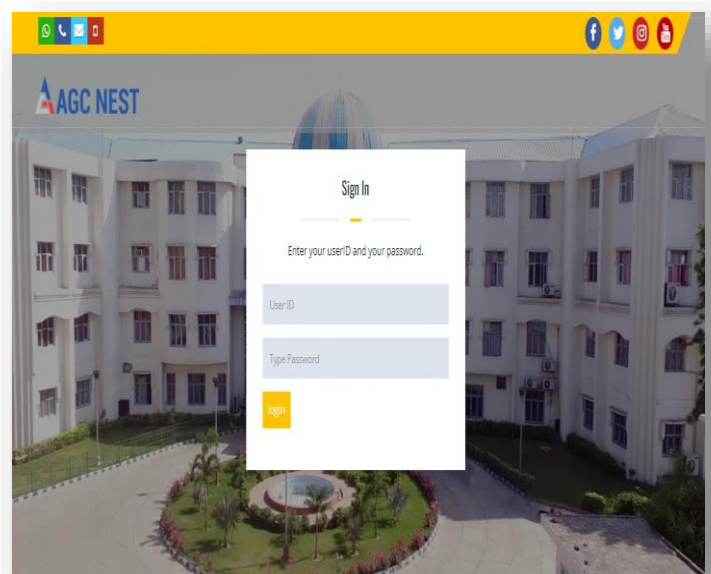 AGC NEST
Sign In
Enter your userID and your password.
User ID
Type Password
login